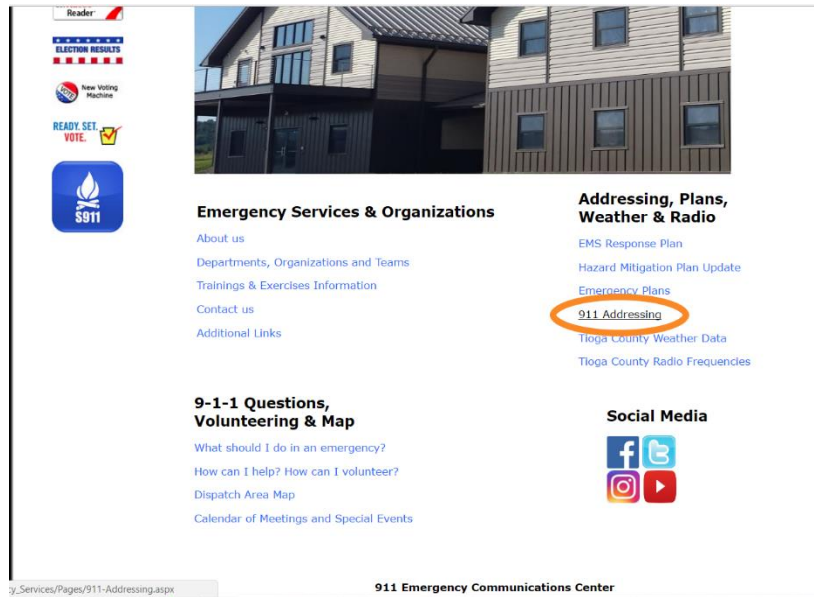 Reader
ELECTION RESULTS
VOTE
New Voting
Machine
READY. SET.
VOTE.
S911
Emergency Services & Organizations
About us
Departments, Organizations and Teams
Trainings & Exercises Information
Contact us
Additional Links
Addressing, Plans,
Weather & Radio
EMS Response Plan
Hazard Mitigation Plan Update
Emergency Plans
911 Addressing
Tioga County Weather Data
Tioga County Radio Frequencies
9-1-1 Questions,
Volunteering & Map
What should I do in an emergency?
How can I help? How can I volunteer?
Dispatch Area Map
Calendar of Meetings and Special Events
Social Media
cy_Services/Pages/911-Addressing.aspx
911 Emergency Communications Center